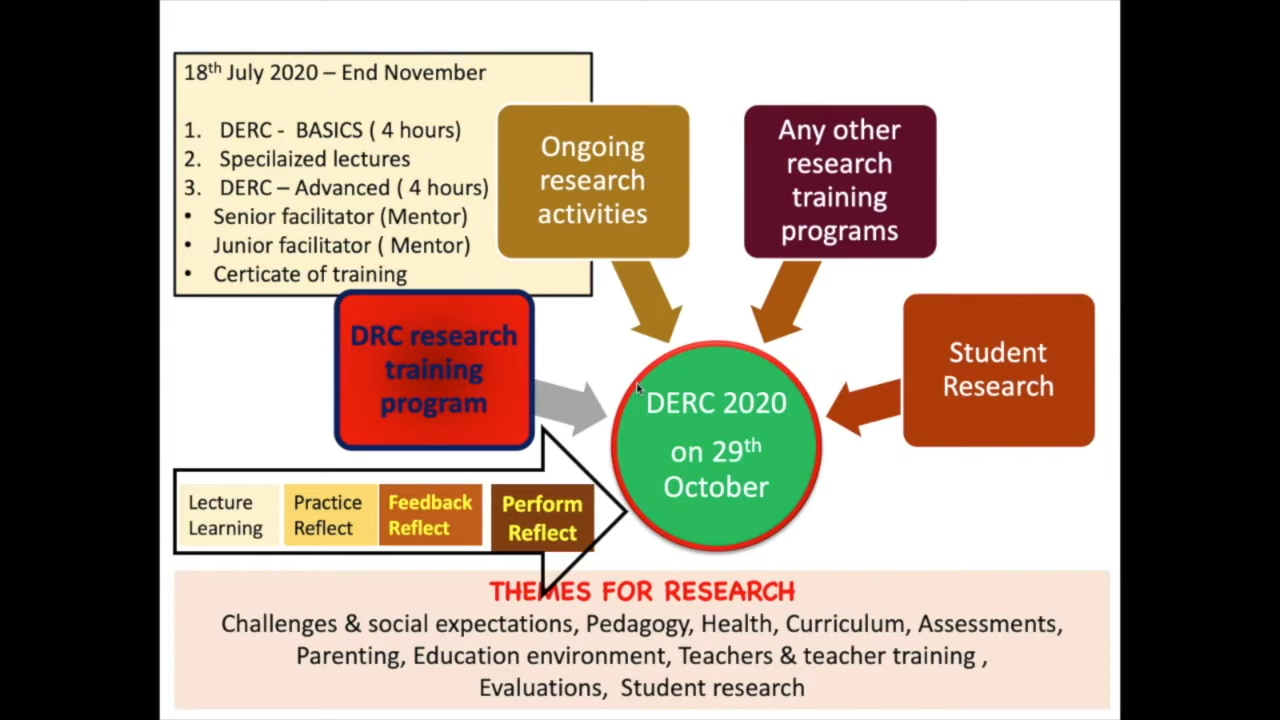 18th July 2020 – End November
1. DERC - BASICS ( 4 hours)
2. Specilaized lectures
3. DERC – Advanced ( 4 hours)
• Senior facilitator (Mentor)
• Junior facilitator ( Mentor)
• Certicate of training
Ongoing
research
activities
Any other
research
training
programs
DRC research
training
program
Student
Research
DERC 2020
on 29th
October
Lecture
Learning
Practice
Reflect
Feedback
Reflect
Perform
Reflect
THEMES FOR RESEARCH
Challenges & social expectations, Pedagogy, Health, Curriculum, Assessments,
Parenting, Education environment, Teachers & teacher training ,
Evaluations, Student research